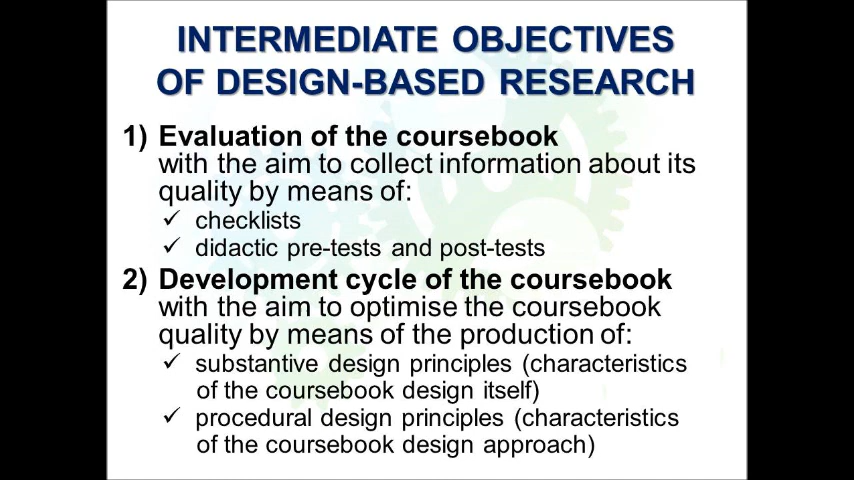 INTERMEDIATE OBJECTIVES
OF DESIGN-BASED RESEARCH
1) Evaluation of the coursebook
with the aim to collect information about its
quality by means of:
✓ checklists
✓ didactic pre-tests and post-tests
2) Development cycle of the coursebook
with the aim to optimise the coursebook
quality by means of the production of:
✓ substantive design principles (characteristics
of the coursebook design itself)
✓ procedural design principles (characteristics
of the coursebook design approach)